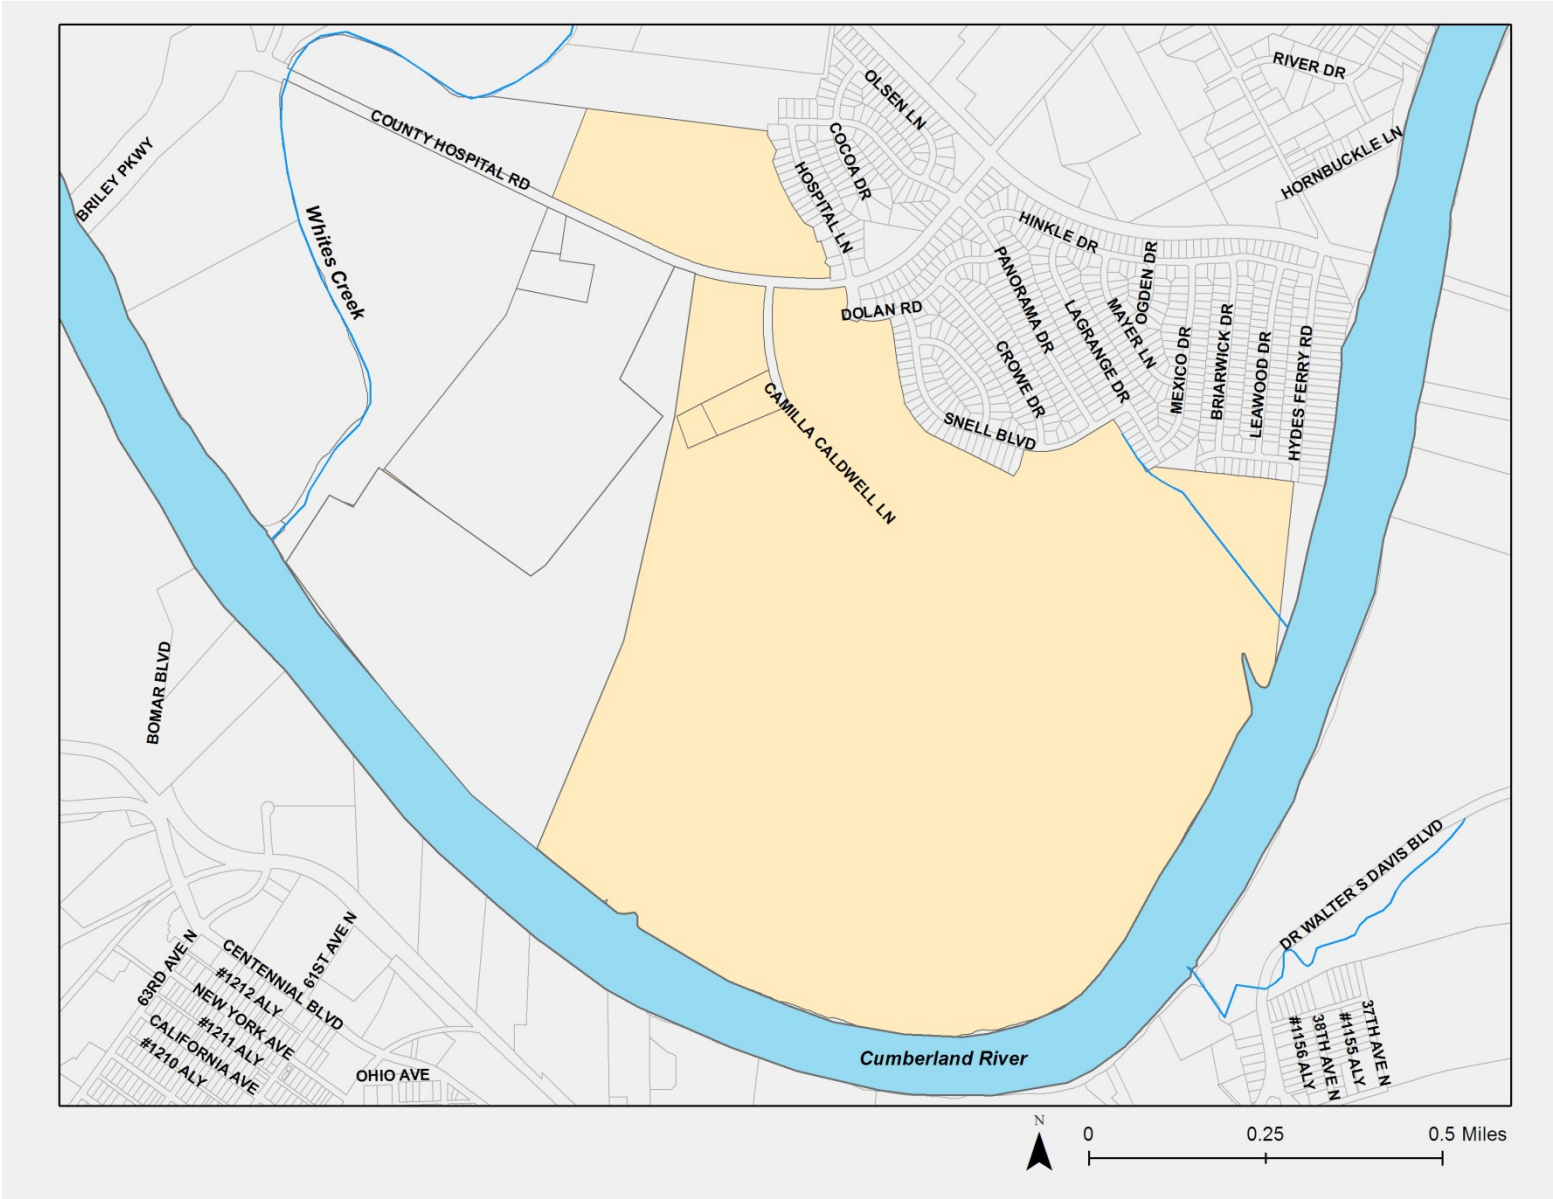 RIVER DR
OLSEN LN
COUNTY HOSPITAL RD
BRILEY PKWY
COCOA DR
HORNBUCKLE LN
HOSPITAL LN
Whites Creek
HINKLE DR
OGDEN DR
PANORAMA DR
DOLAN RD
LAGRANGE DR
MAYER LN
MEXICO DR
BRIARWICK DR
LEAWOOD DR
HYDES FERRY RD
CROWE DR
SNELL BLVD
CAMILLA CALDWELL LN
BOMAR BLVD
DR WALTER S DAVIS BLVD
63RD AVE N
CENTENNIAL BLVD
61ST AVE N
#1212 ALY
NEW YORK AVE
#1211 ALY
CALIFORNIA AVE
#1210 ALY
OHIO AVE
Cumberland River
#1156 ALY
38TH AVE N
#1155 ALY
37TH AVE N
N
0 0.25 0.5 Miles